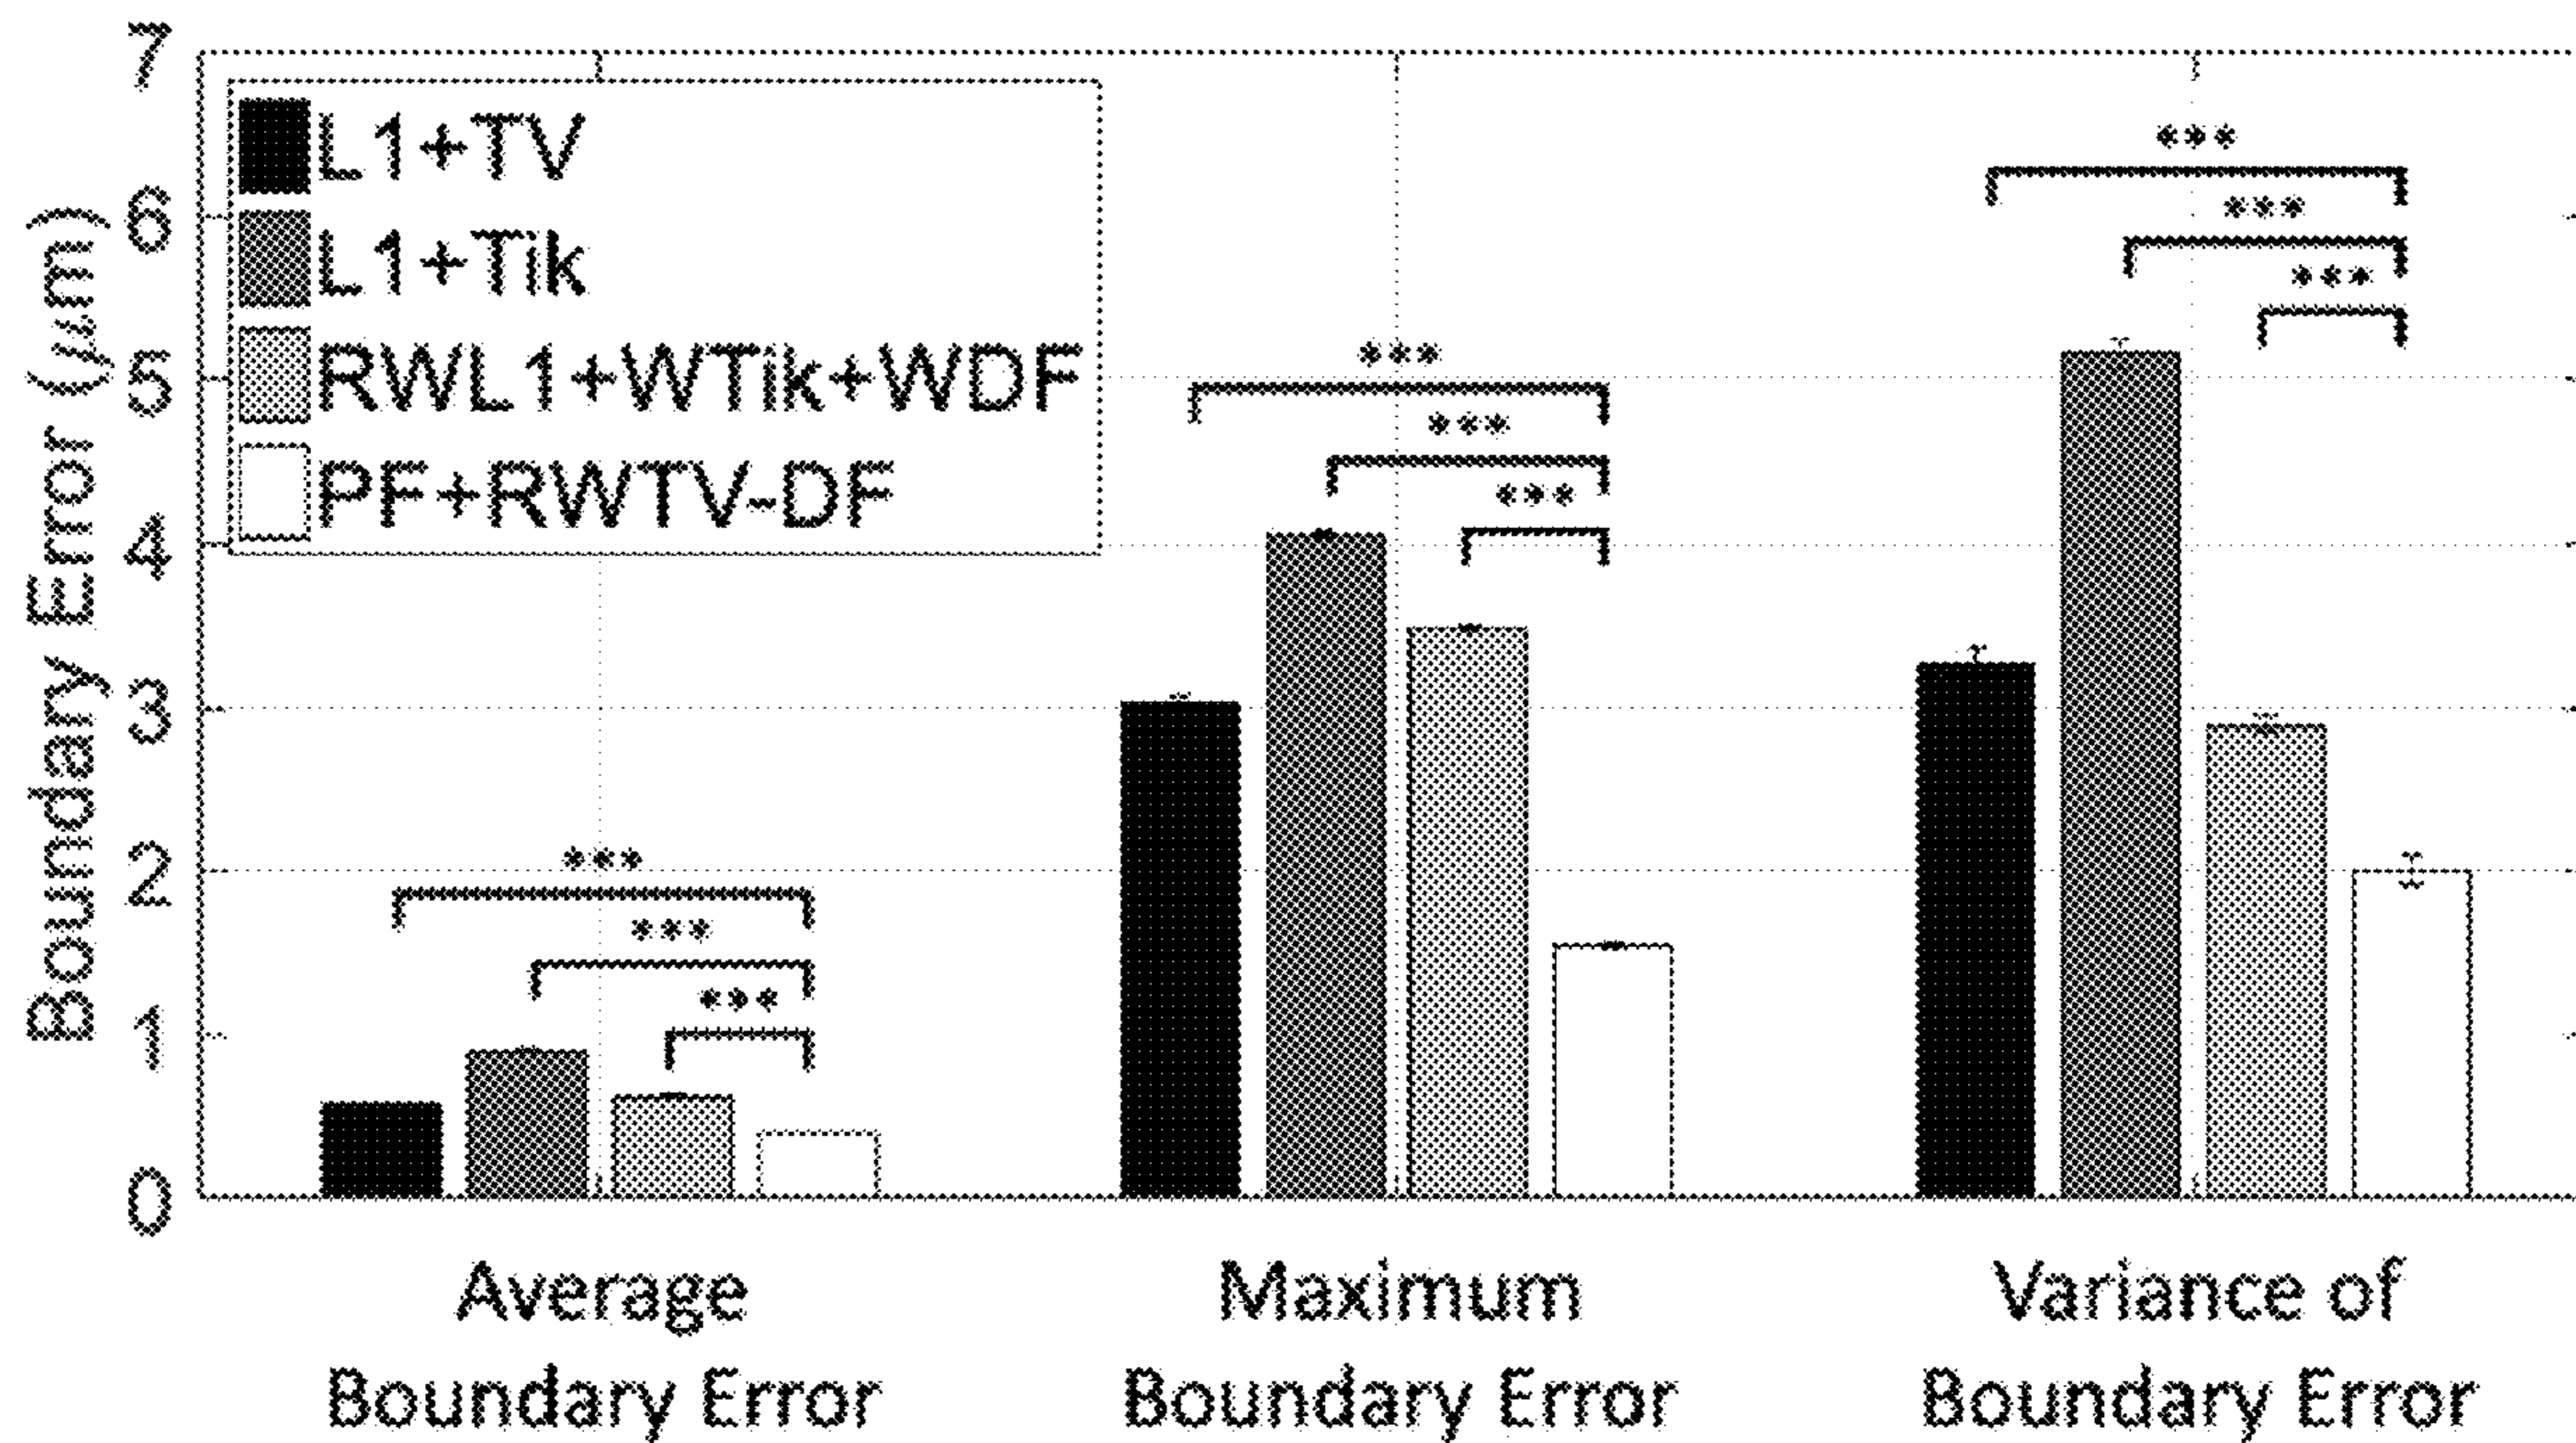 7
6
5
4
3
2
1
0
Boundary Error (μm)
L1+TV
L1+Tik
RWL1+WTik+WDF
PF+RWTV-DF
***
***
***
***
***
***
***
***
***
Average
Boundary Error
Maximum
Boundary Error
Variance of
Boundary Error